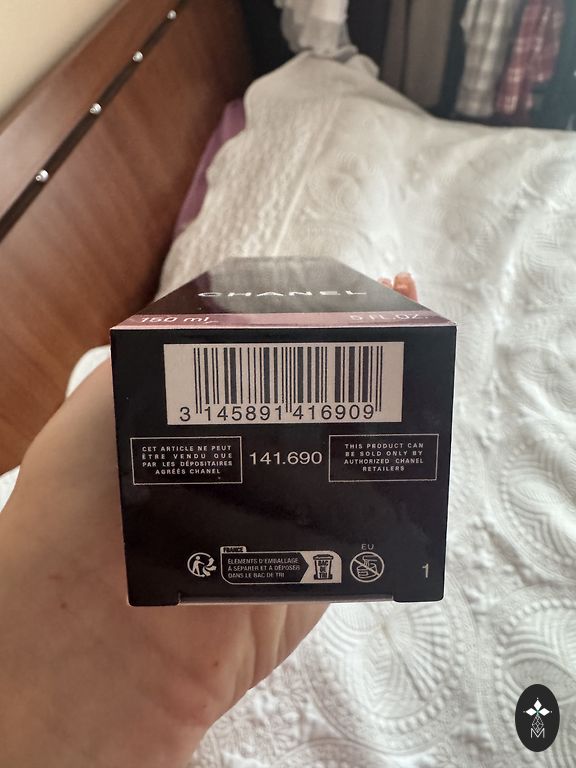 CHANEL
150 ml
5 FL.OZ.
3 145891 416909
CET ARTICLE NE PEUT
ÊTRE VENDU QUE
PAR LES DÉPOSITAIRES
AGRÉÉS CHANEL
141.690
THIS PRODUCT CAN
BE SOLD ONLY BY
AUTHORIZED CHANEL
RETAILERS
FRANCE
ÉLÉMENTS D'EMBALLAGE
À SÉPARER ET À DÉPOSER
DANS LE BAC DE TRI
BAC
DE
TRI
EU
1
M